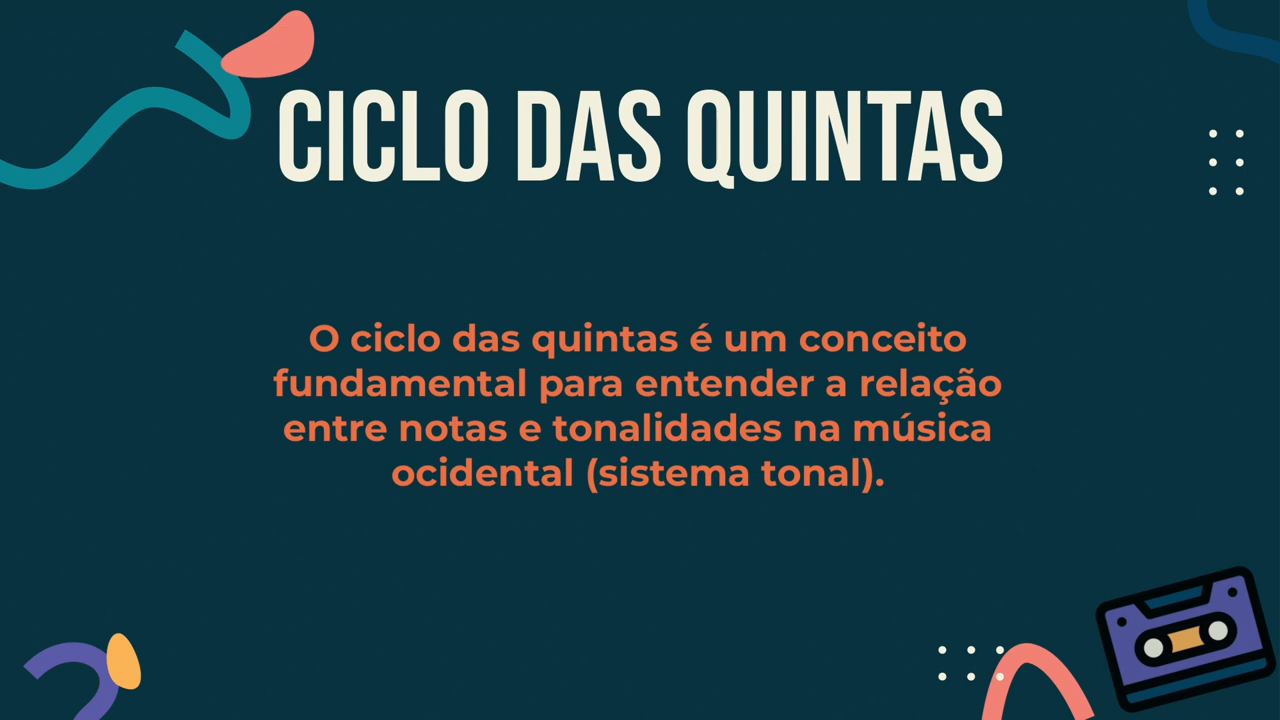 CICLO DAS QUINTAS
O ciclo das quintas é um conceito
fundamental para entender a relação
entre notas e tonalidades na música
ocidental (sistema tonal).